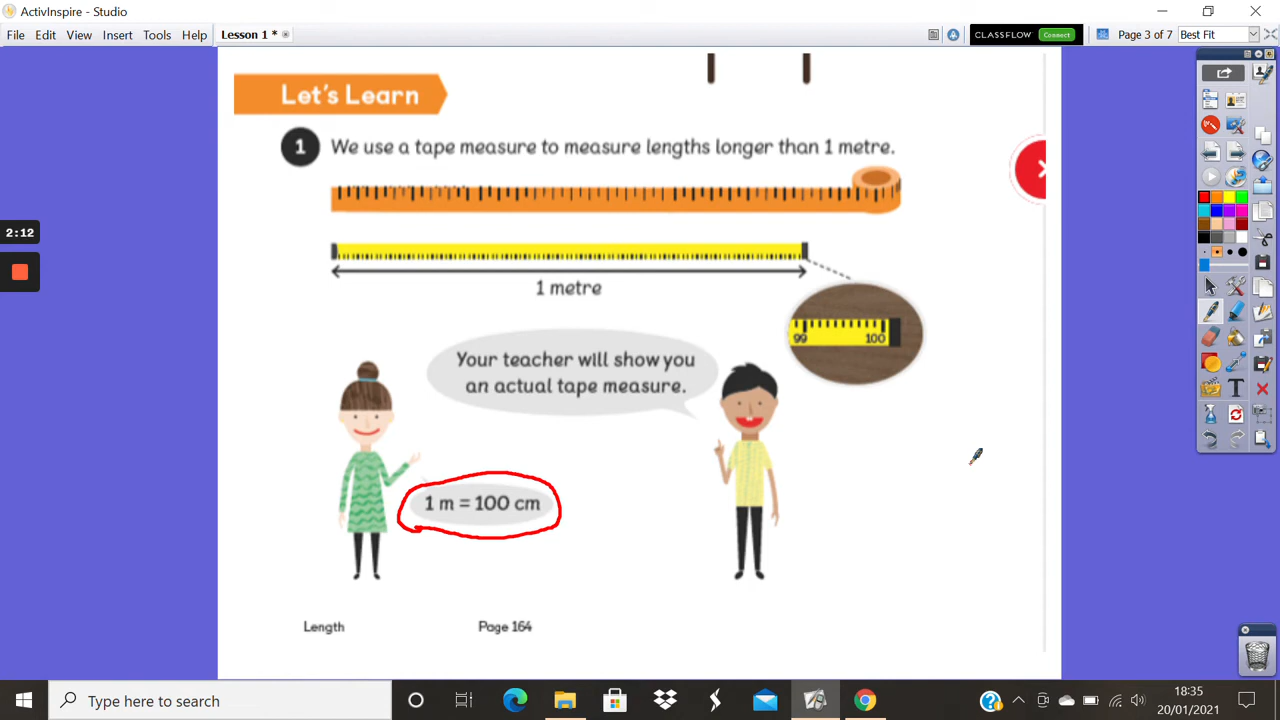 ActivInspire - Studio
File Edit View Insert Tools Help
Lesson 1 *
CLASSFLOW Connect
Page 3 of 7
Best Fit
Let's Learn
1 We use a tape measure to measure lengths longer than 1 metre.
1 metre
99 100
Your teacher will show you
an actual tape measure.
1 m = 100 cm
Length Page 164
2:12
Type here to search
18:35
20/01/2021